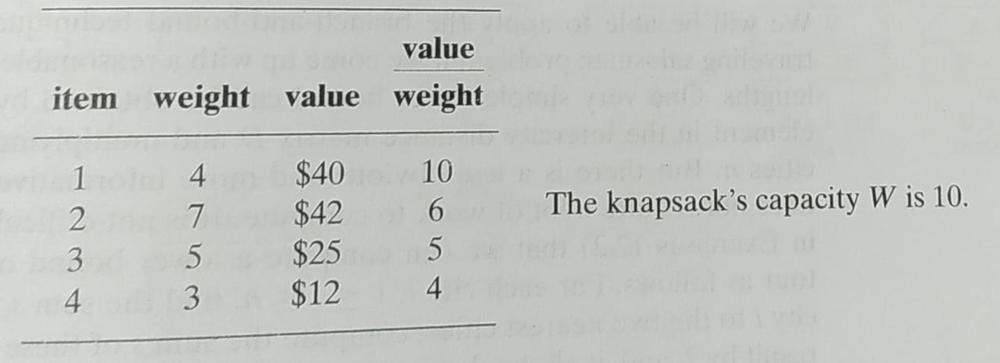 value
item weight value weight
1 4 $40 10
2 7 $42 6
3 5 $25 5
4 3 $12 4
The knapsack's capacity W is 10.